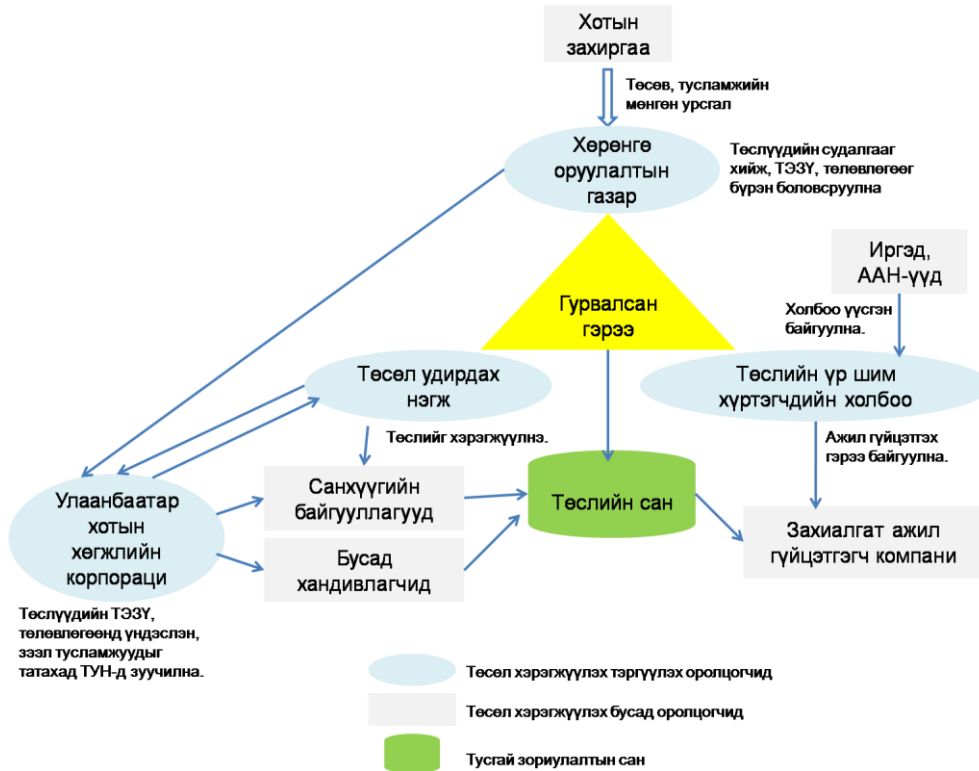 Хотын
захиргаа
Төсөв, тусламжийн
мөнгөн урсгал
Хөрөнгө
оруулалтын
газар
Төслүүдийн судалгааг
хийж, ТЭЗҮ, төлөвлөгөөг
бүрэн боловсруулна
Иргэд,
ААН-үүд
Гурвалсан
гэрээ
Холбоо үүсгэн
байгуулна.
Төсөл удирдах
нэгж
Төслийн үр шим
хүртэгчдийн холбоо
Төслийг хэрэгжүүлнэ.
Ажил гүйцэтгэх
гэрээ байгуулна.
Улаанбаатар
хотын
хөгжлийн
корпораци
Санхүүгийн
байгууллагууд
Төслийн сан
Захиалгат ажил
гүйцэтгэгч компани
Бусад
хандивлагчид
Төслүүдийн ТЭЗҮ,
төлөвлөгөөнд үндэслэн,
зээл тусламжуудыг
татахад ТУН-д зуучилна.
Төсөл хэрэгжүүлэх тэргүүлэх оролцогчид
Төсөл хэрэгжүүлэх бусад оролцогчид
Тусгай зориулалтын сан